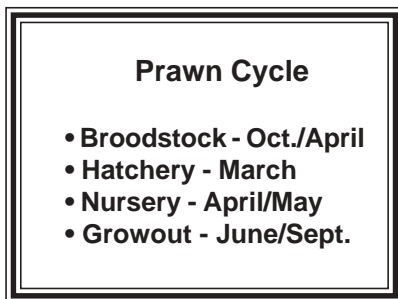 Prawn Cycle
• Broodstock - Oct./April
• Hatchery - March
• Nursery - April/May
• Growout - June/Sept.